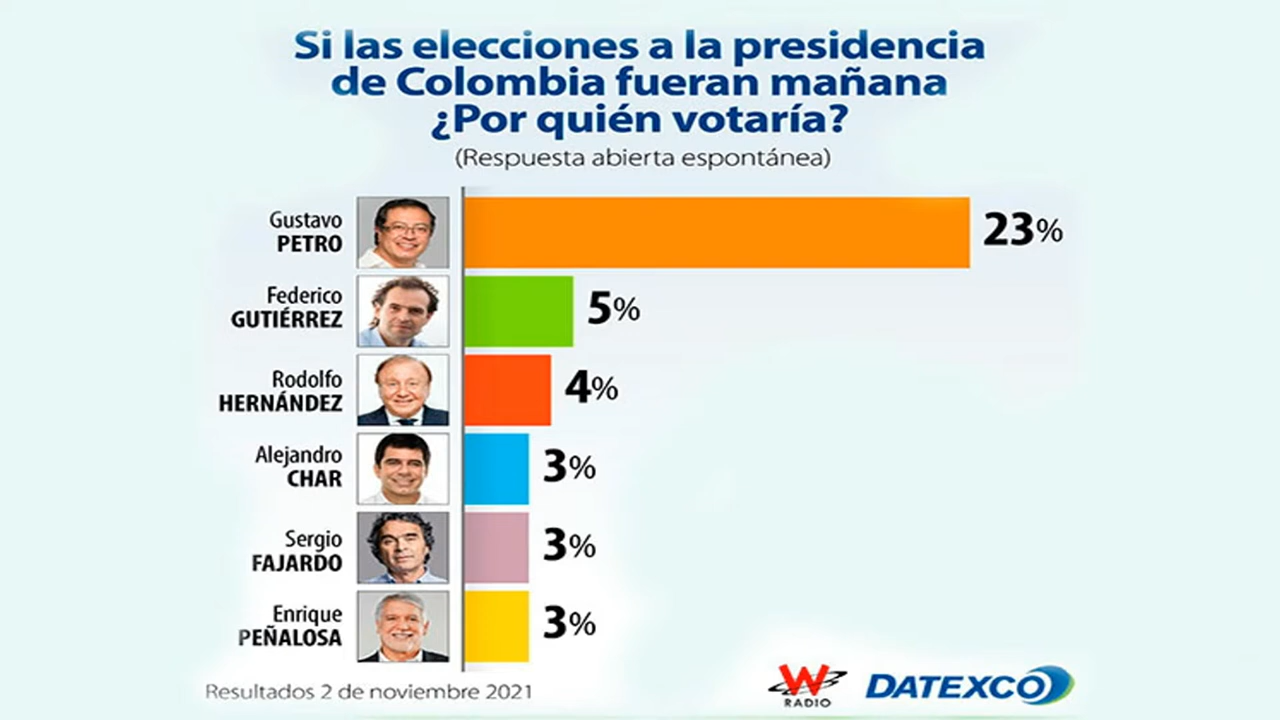 Si las elecciones a la presidencia
de Colombia fueran mañana
¿Por quién votaría?
(Respuesta abierta espontánea)
Gustavo
PETRO
23%
Federico
GUTIÉRREZ
5%
Rodolfo
HERNÁNDEZ
4%
Alejandro
CHAR
3%
Sergio
FAJARDO
3%
Enrique
PEÑALOSA
3%
Resultados 2 de noviembre 2021
W
RADIO
DATEXCO